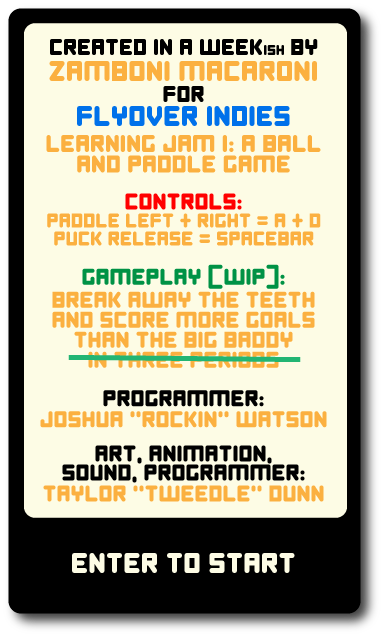 CREATED IN A WEEKISH BY
ZAMBONI MACARONI
FOR
FLYOVER INDIES
LEARNING JAM 1: A BALL
AND PADDLE GAME
CONTROLS:
PADDLE LEFT + RIGHT = A + D
PUCK RELEASE = SPACEBAR
GAMEPLAY [WIP]:
BREAK AWAY THE TEETH
AND SCORE MORE GOALS
THAN THE BIG BADDY
IN THREE PERIODS
PROGRAMMER:
JOSHUA "ROCKIN" WATSON
ART, ANIMATION,
SOUND, PROGRAMMER:
TAYLOR "TWEEDLE" DUNN
ENTER TO START